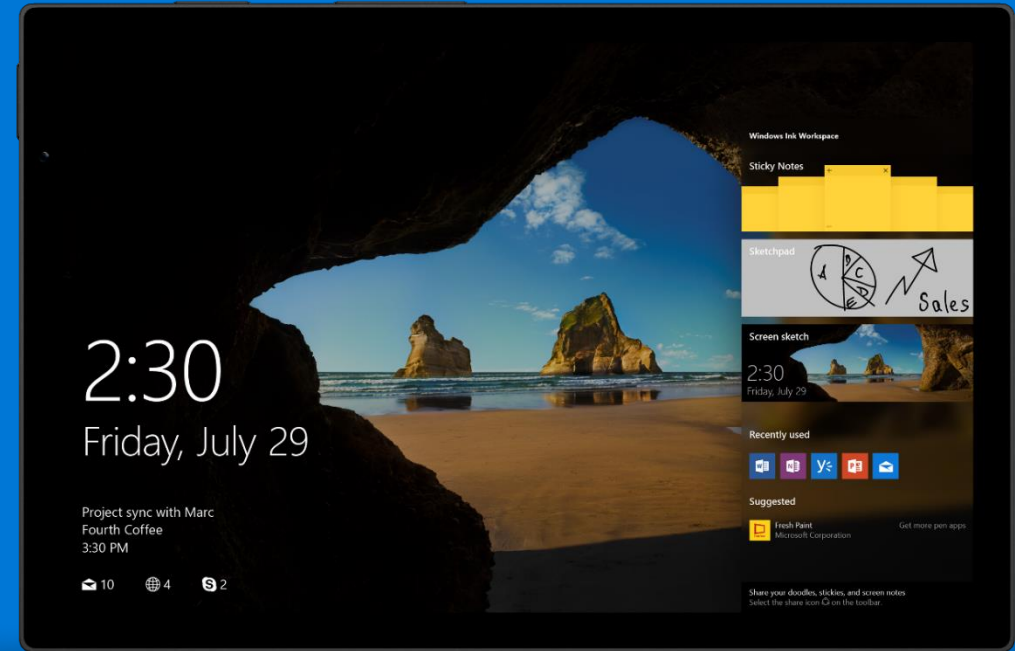 2:30
Friday, July 29
Project sync with Marc
Fourth Coffee
3:30 PM
10 4 2
Windows Ink Workspace
Sticky Notes
Sketchpad
A B C D E
Sales
Screen sketch
2:30
Friday, July 29
Recently used
Suggested
Fresh Paint
Get more pen apps
Microsoft Corporation
Share your doodles, stickies, and screen notes
Select the share icon on the toolbar.